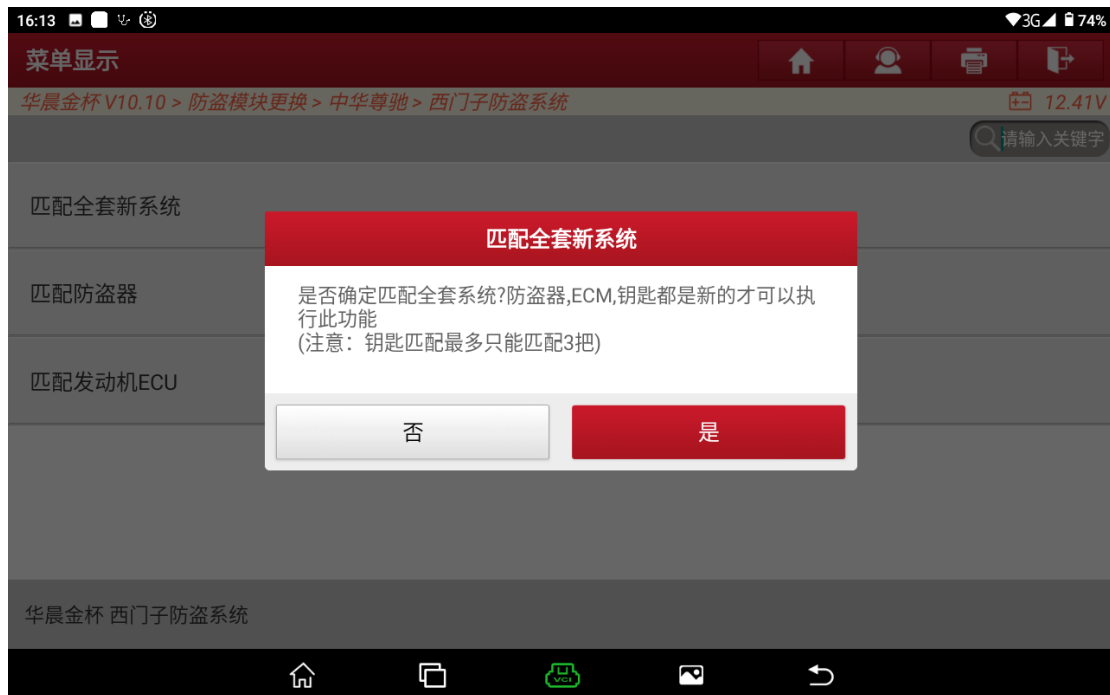 16:13
3G 74%
菜单显示
华晨金杯 V10.10 > 防盗模块更换 > 中华尊驰 > 西门子防盗系统
12.41V
请输入关键字
匹配全套新系统
匹配全套新系统
匹配防盗器
是否确定匹配全套系统?防盗器,ECM,钥匙都是新的才可以执
行此功能
(注意：钥匙匹配最多只能匹配3把)
匹配发动机ECU
否
是
华晨金杯 西门子防盗系统
VCI